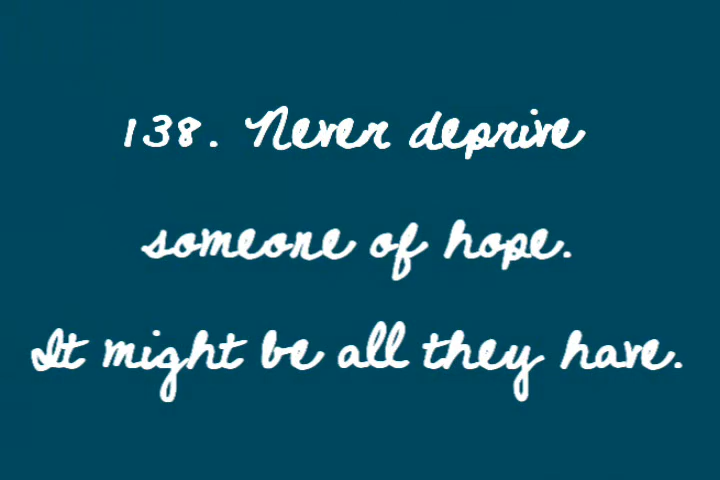 138. Never deprive
someone of hope.
It might be all they have.